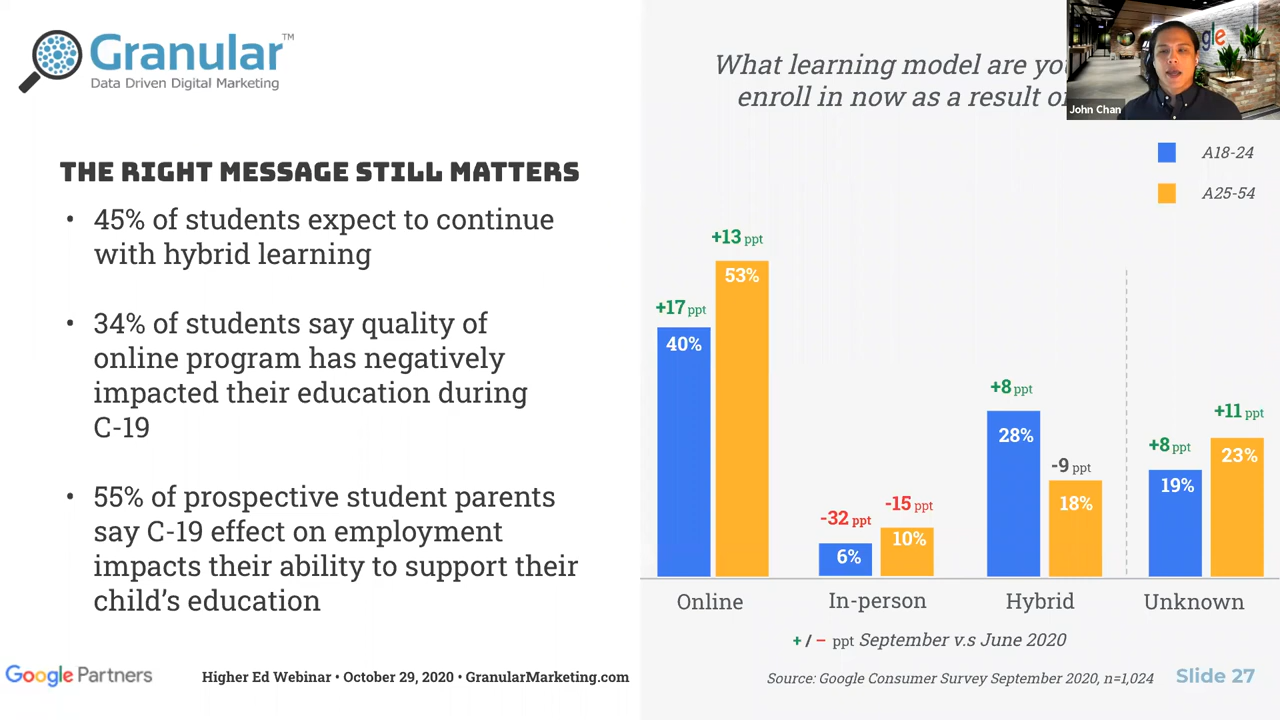 Granular™
Data Driven Digital Marketing
THE RIGHT MESSAGE STILL MATTERS
• 45% of students expect to continue
with hybrid learning
• 34% of students say quality of
online program has negatively
impacted their education during
C-19
• 55% of prospective student parents
say C-19 effect on employment
impacts their ability to support their
child's education
Google Partners
Higher Ed Webinar • October 29, 2020 • GranularMarketing.com
What learning model are
enroll in now as a result
John Chan
A18-24
A25-54
+17 ppt
40%
+13 ppt
53%
-32 ppt
6%
-15 ppt
10%
+8 ppt
28%
-9 ppt
18%
+8 ppt
19%
+11 ppt
23%
Online
In-person
Hybrid
Unknown
+ / − ppt September v.s June 2020
Source: Google Consumer Survey September 2020, n=1,024
Slide 27